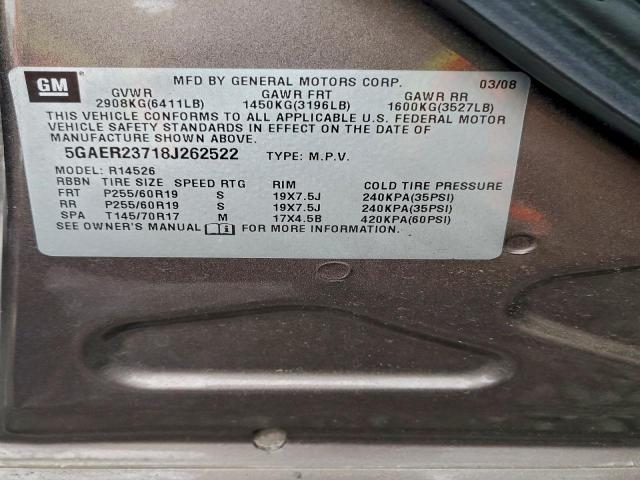 GM
MFD BY GENERAL MOTORS CORP. 03/08
GVWR GAWR FRT GAWR RR
2908KG(6411LB) 1450KG(3196LB) 1600KG(3527LB)
THIS VEHICLE CONFORMS TO ALL APPLICABLE U.S. FEDERAL MOTOR
VEHICLE SAFETY STANDARDS IN EFFECT ON THE DATE OF
MANUFACTURE SHOWN ABOVE.
5GAER23718J262522 TYPE: M.P.V.
MODEL: R14526
RBBN TIRE SIZE SPEED RTG RIM COLD TIRE PRESSURE
FRT P255/60R19 S 19X7.5J 240KPA(35PSI)
RR P255/60R19 S 19X7.5J 240KPA(35PSI)
SPA T145/70R17 M 17X4.5B 420KPA(60PSI)
SEE OWNER'S MANUAL FOR MORE INFORMATION.